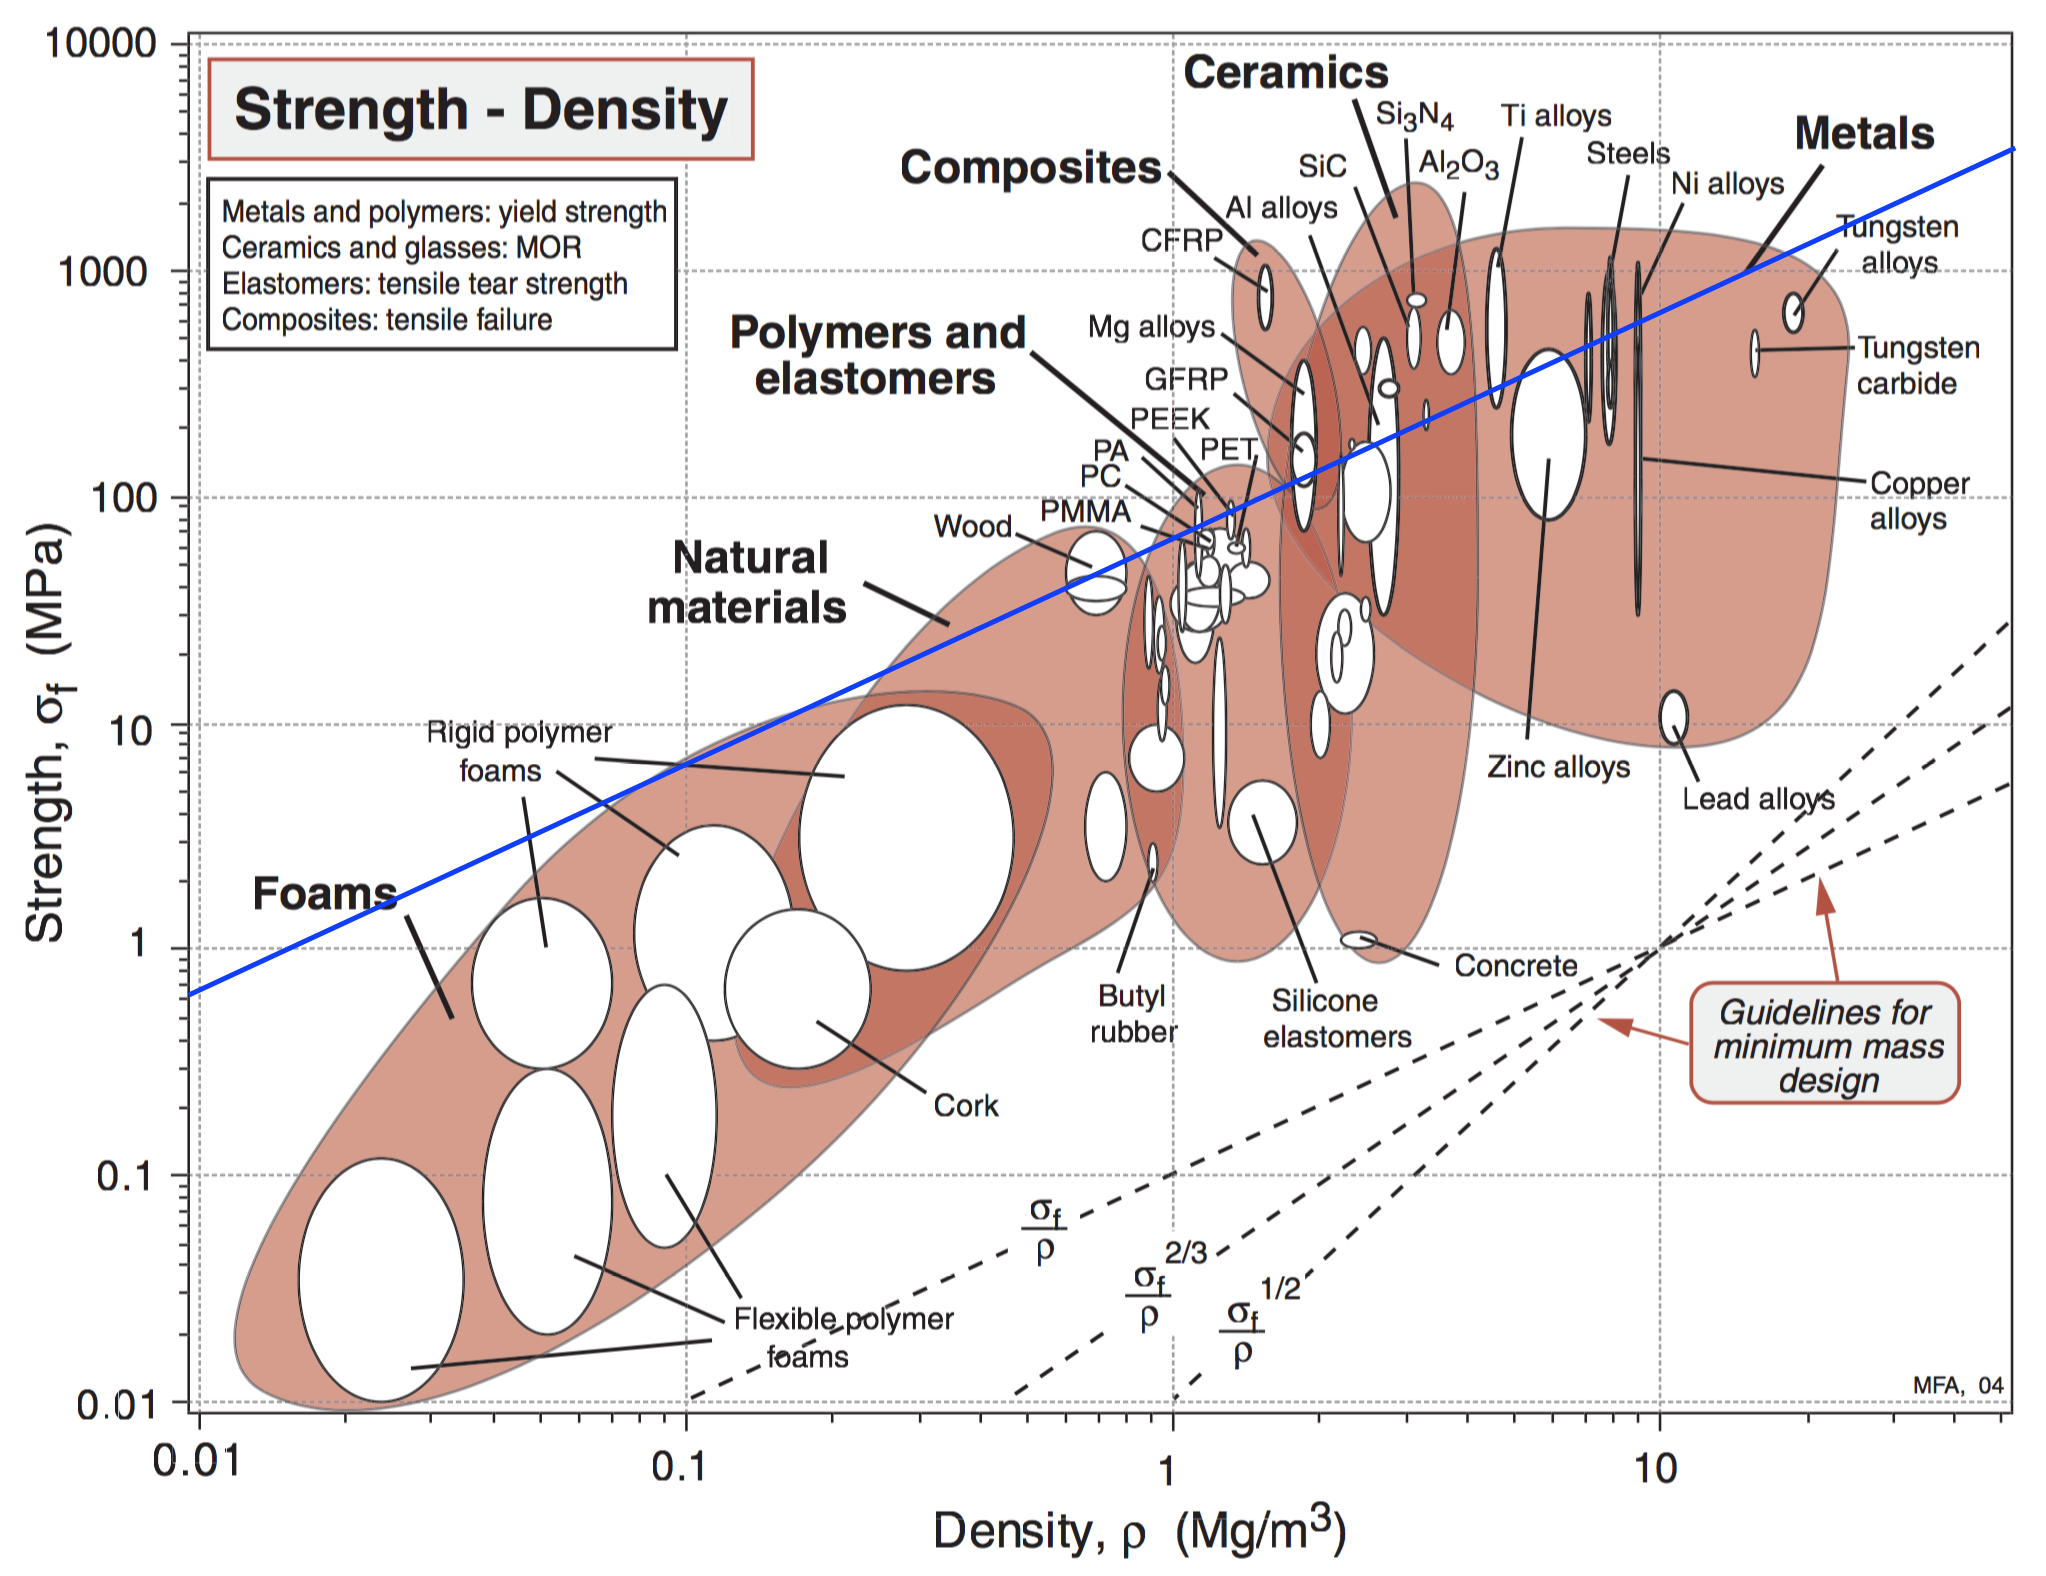 Strength - Density
Metals and polymers: yield strength
Ceramics and glasses: MOR
Elastomers: tensile tear strength
Composites: tensile failure
10000
1000
100
10
1
0.1
0.01
Strength, σf (MPa)
Ceramics
Si3N4
Ti alloys
Metals
Composites
SiC
Al2O3
Steels
Ni alloys
Al alloys
CFRP
Tungsten
alloys
Polymers and
elastomers
Mg alloys
GFRP
PEEK
PET
PA
PC
PMMA
Tungsten
carbide
Copper
alloys
Wood
Natural
materials
Rigid polymer
foams
Zinc alloys
Lead alloys
Foams
Concrete
Butyl
rubber
Silicone
elastomers
Guidelines for
minimum mass
design
Cork
σf
ρ
σf 2/3
ρ
σf 1/2
ρ
Flexible polymer
foams
MFA, 04
0.01
0.1
1
10
Density, ρ (Mg/m3)